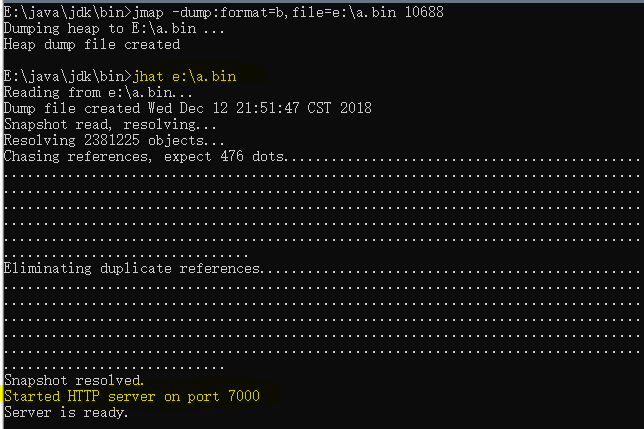 E:\java\jdk\bin>jmap -dump:format=b,file=e:\a.bin 10688
Dumping heap to E:\a.bin ...
Heap dump file created
E:\java\jdk\bin>jhat e:\a.bin
Reading from e:\a.bin...
Dump file created Wed Dec 12 21:51:47 CST 2018
Snapshot read, resolving...
Resolving 2381225 objects...
Chasing references, expect 476 dots..............................................
................................................................................
................................................................................
................................................................................
................................................................................
...............................
Eliminating duplicate references.................................................
................................................................................
................................................................................
................................................................................
................................................................................
............................
Snapshot resolved.
Started HTTP server on port 7000
Server is ready.